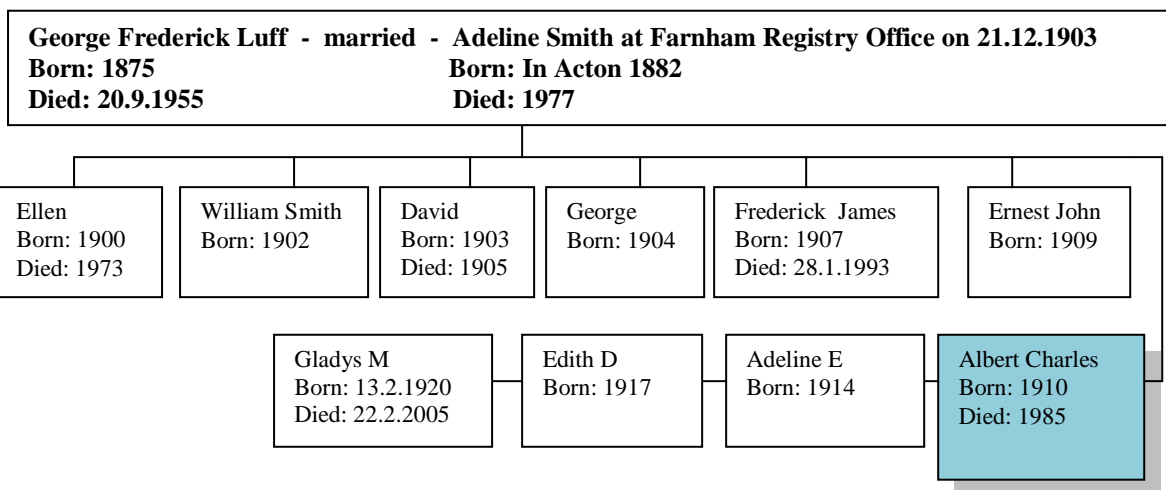 George Frederick Luff - married - Adeline Smith at Farnham Registry Office on 21.12.1903
Born: 1875 Born: In Acton 1882
Died: 20.9.1955 Died: 1977
Ellen
Born: 1900
Died: 1973
William Smith
Born: 1902
David
Born: 1903
Died: 1905
George
Born: 1904
Frederick James
Born: 1907
Died: 28.1.1993
Ernest John
Born: 1909
Gladys M
Born: 13.2.1920
Died: 22.2.2005
Edith D
Born: 1917
Adeline E
Born: 1914
Albert Charles
Born: 1910
Died: 1985